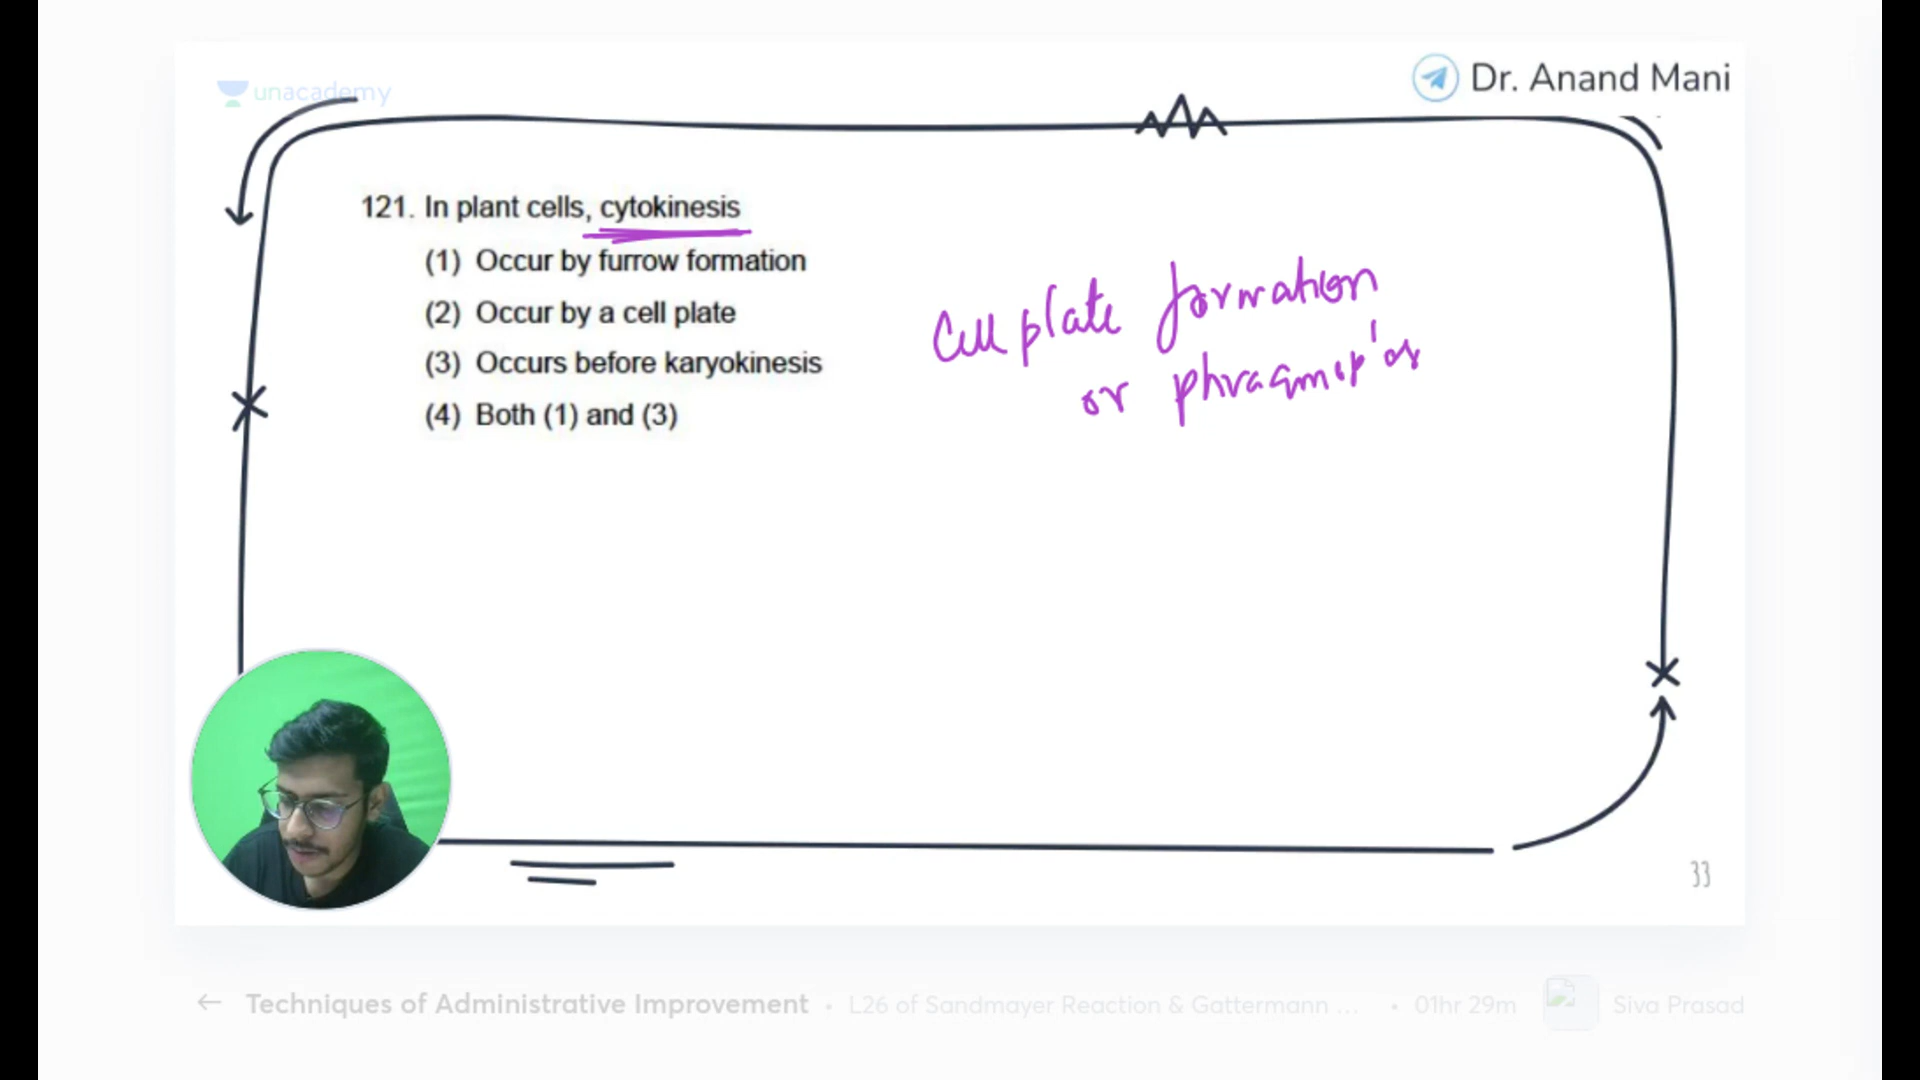 unacademy
Dr. Anand Mani
121. In plant cells, cytokinesis
(1) Occur by furrow formation
(2) Occur by a cell plate
(3) Occurs before karyokinesis
(4) Both (1) and (3)
Cell plate formation
or
33
← Techniques of Administrative Improvement • L26 of Sandmayer Reaction & Gattermann ... • 01hr 29m Siva Prasad